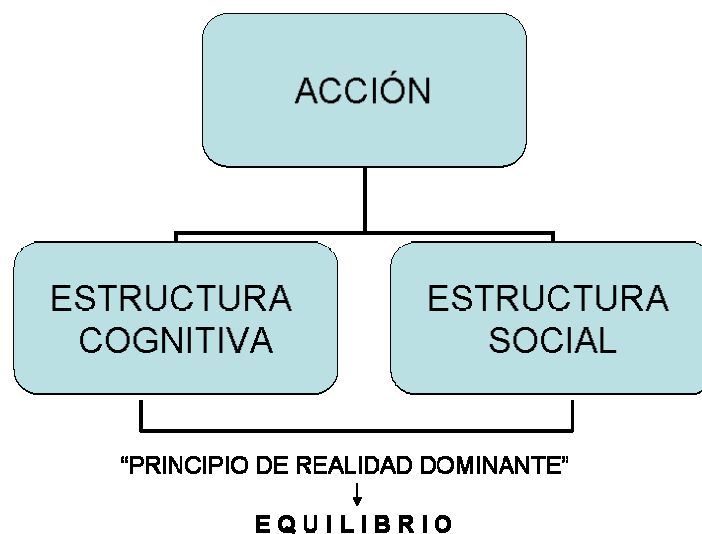 ACCIÓN
ESTRUCTURA
COGNITIVA
ESTRUCTURA
SOCIAL
“PRINCIPIO DE REALIDAD DOMINANTE”
E Q U I L I B R I O